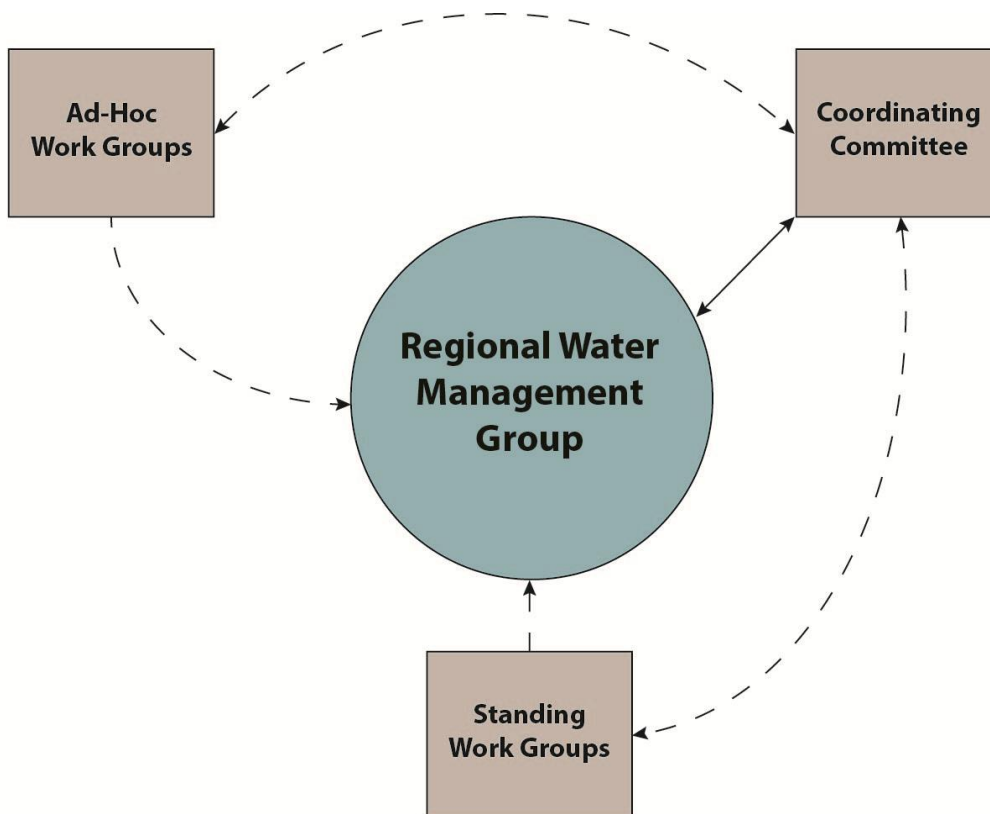 Ad-Hoc
Work Groups
Coordinating
Committee
Regional Water
Management
Group
Standing
Work Groups